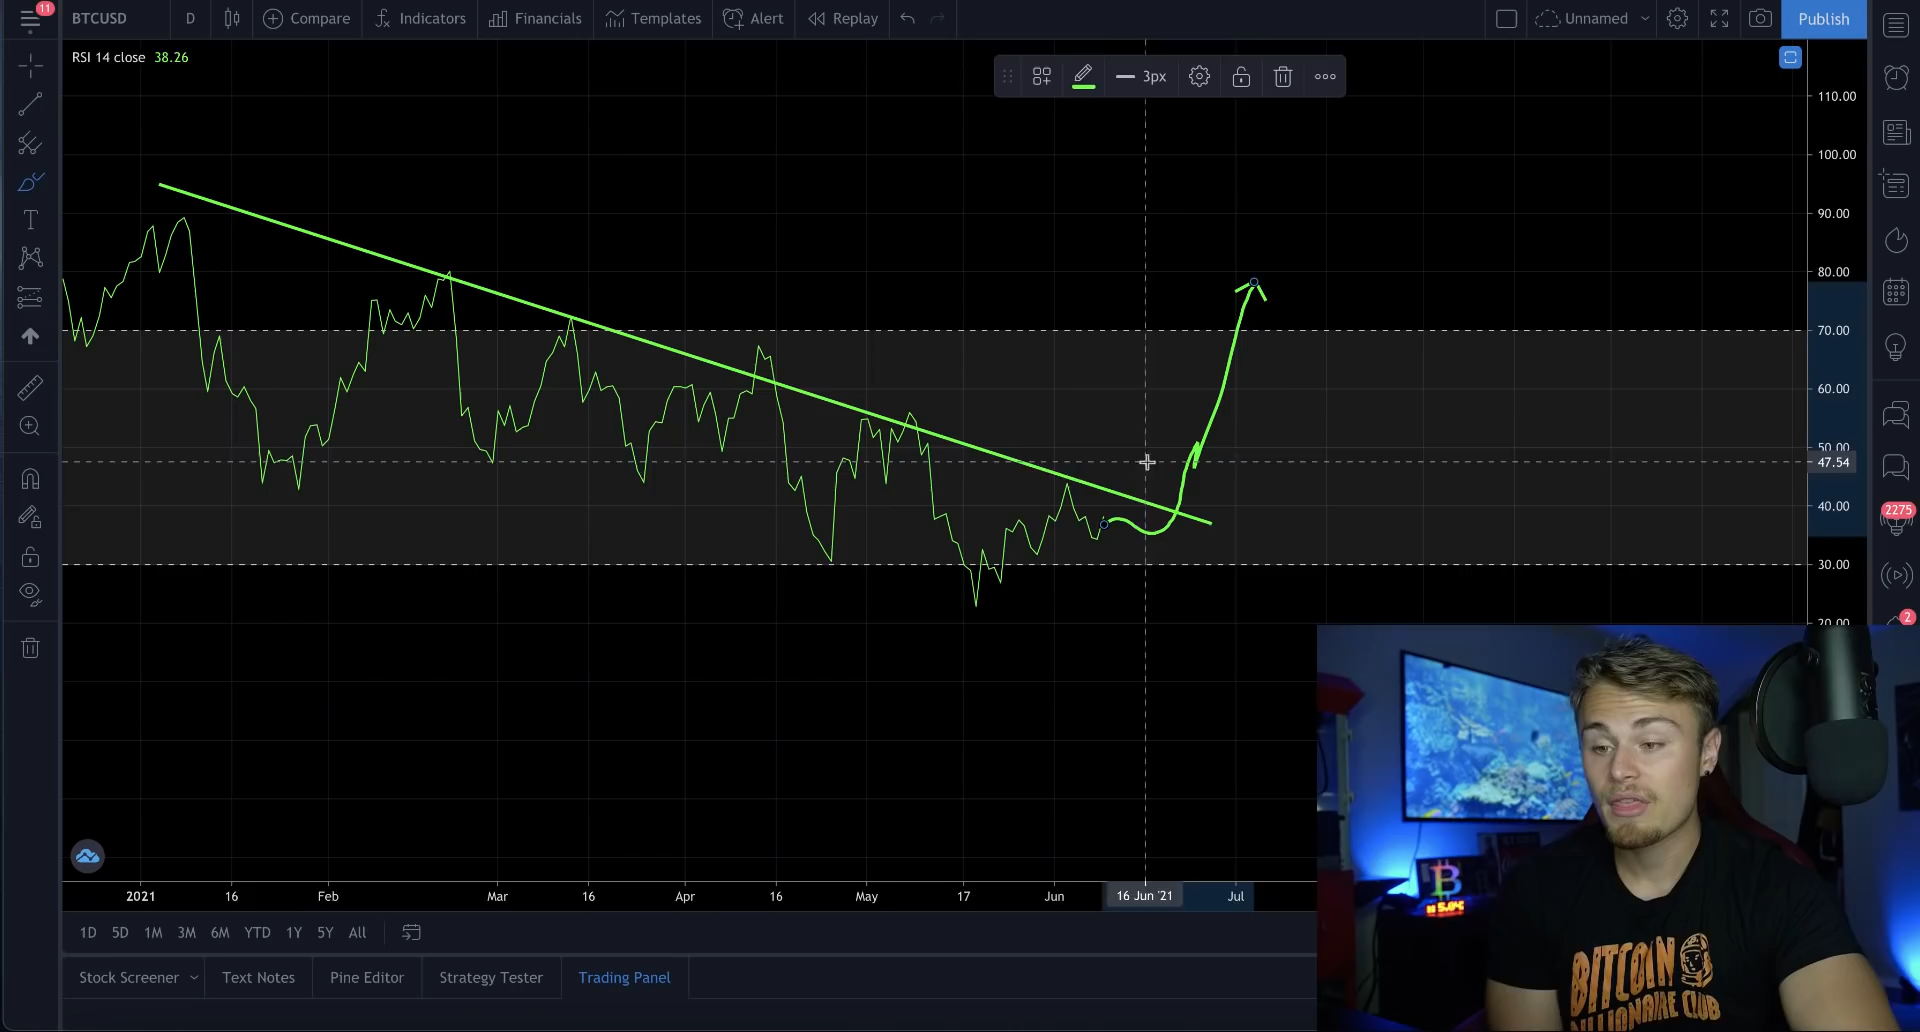 11
BTCUSD
D
Compare
Indicators
Financials
Templates
Alert
Replay
Unnamed
Publish
RSI 14 close 38.26
3px
110.00
100.00
90.00
80.00
70.00
60.00
50.00
47.54
40.00
30.00
20.00
2275
2
2021
16
Feb
Mar
16
Apr
16
May
17
Jun
16 Jun '21
Jul
1D 5D 1M 3M 6M YTD 1Y 5Y All
Stock Screener
Text Notes
Pine Editor
Strategy Tester
Trading Panel
BITCOIN
BILLIONAIRE CLUB